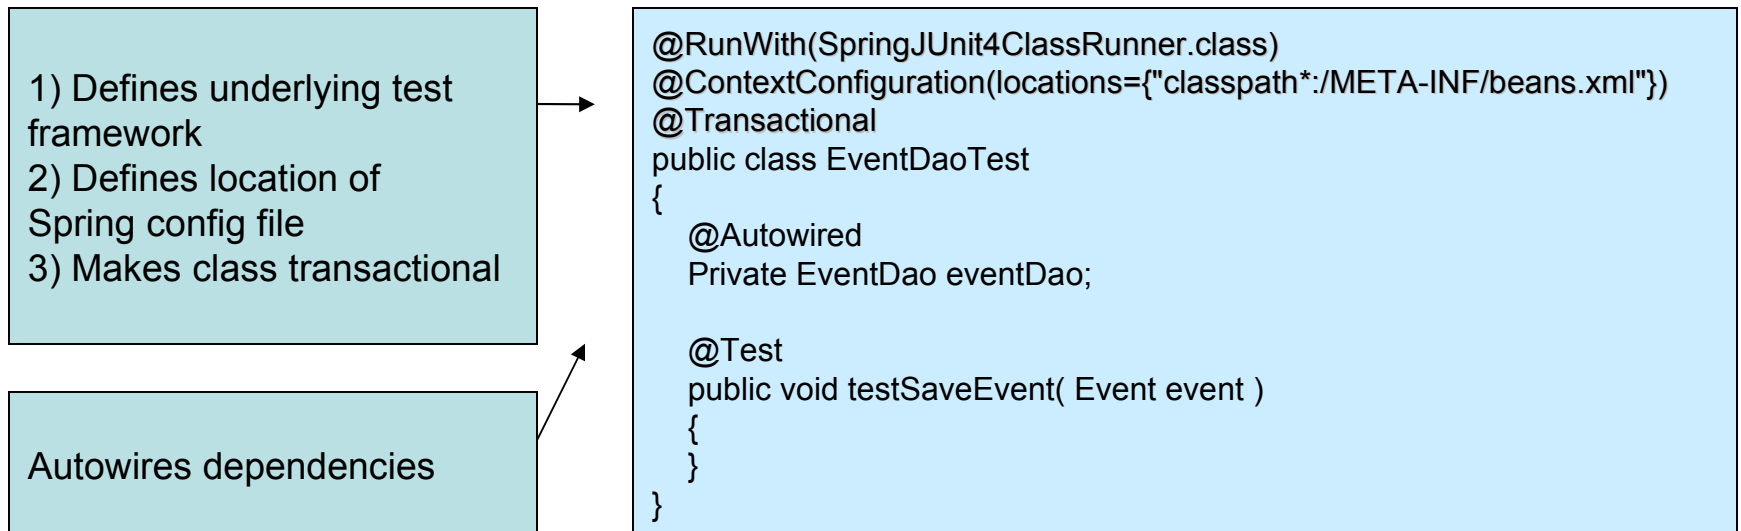 1) Defines underlying test
framework
2) Defines location of
Spring config file
3) Makes class transactional
Autowires dependencies
@RunWith(SpringJUnit4ClassRunner.class)
@ContextConfiguration(locations={"classpath*:/META-INF/beans.xml"})
@Transactional
public class EventDaoTest
{
@Autowired
Private EventDao eventDao;
@Test
public void testSaveEvent( Event event )
{
}
}